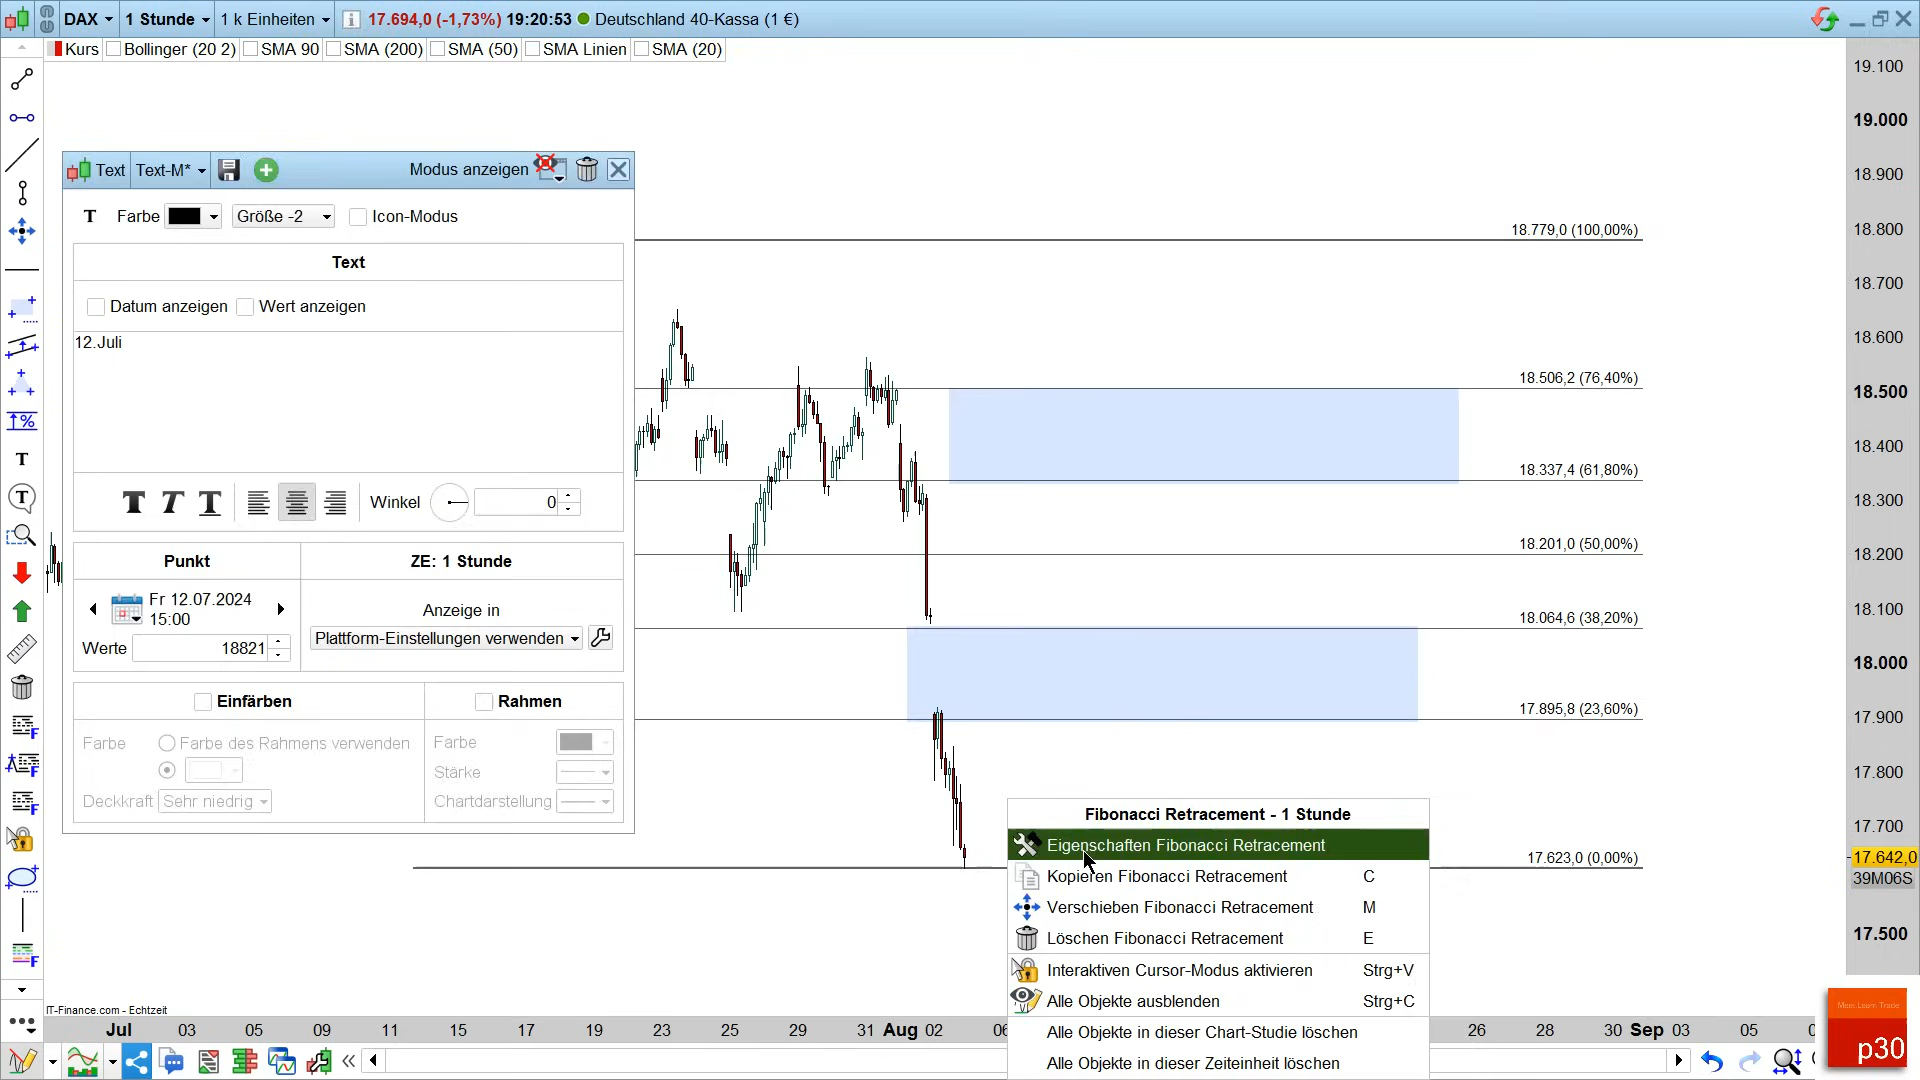 DAX 1 Stunde 1 k Einheiten 17.694,0 (-1,73%) 19:20:53 Deutschland 40-Kassa (1 €)
Kurs Bollinger (20 2) SMA 90 SMA (200) SMA (50) SMA Linien SMA (20)
19.100
19.000
18.900
18.800
18.700
18.600
18.500
18.400
18.300
18.200
18.100
18.000
17.900
17.800
17.700
17.642,0
39M06S
17.500
Text Text-M* Modus anzeigen
T Farbe Größe -2 Icon-Modus
Text
Datum anzeigen Wert anzeigen
12.Juli
T T T Winkel 0
Punkt ZE: 1 Stunde
Fr 12.07.2024
15:00
Anzeige in
Werte 18821 Plattform-Einstellungen verwenden
Einfärben Rahmen
Farbe Farbe des Rahmens verwenden Farbe
Stärke
Deckkraft Sehr niedrig Chartdarstellung
18.779,0 (100,00%)
18.506,2 (76,40%)
18.337,4 (61,80%)
18.201,0 (50,00%)
18.064,6 (38,20%)
17.895,8 (23,60%)
17.623,0 (0,00%)
Fibonacci Retracement - 1 Stunde
Eigenschaften Fibonacci Retracement
Kopieren Fibonacci Retracement C
Verschieben Fibonacci Retracement M
Löschen Fibonacci Retracement E
Interaktiven Cursor-Modus aktivieren Strg+V
Alle Objekte ausblenden Strg+C
Alle Objekte in dieser Chart-Studie löschen
Alle Objekte in dieser Zeiteinheit löschen
IT-Finance.com - Echtzeit
Jul 03 05 09 11 15 17 19 23 25 29 31 Aug 02 06 26 28 30 Sep 03 05
Mein Learn Trade
p30